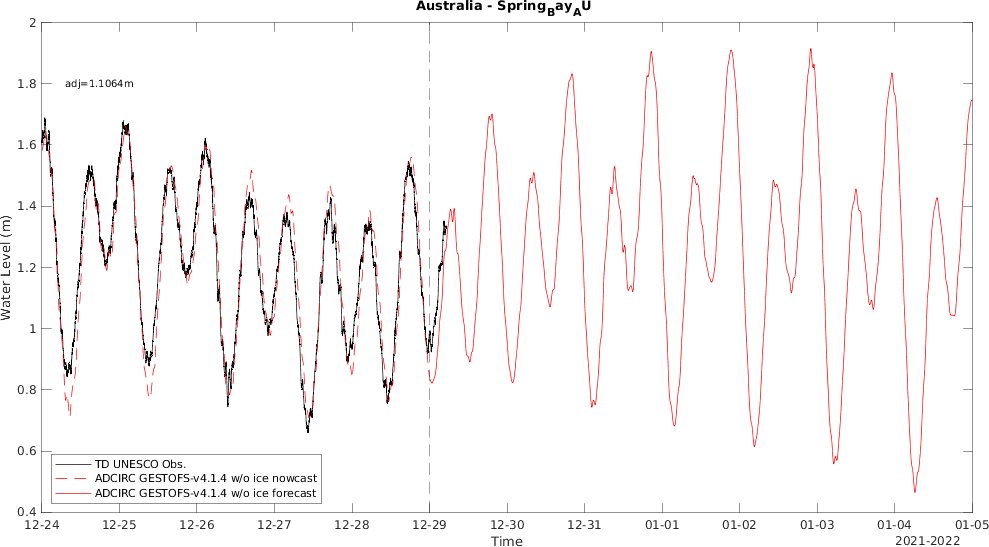 Australia - Spring_Bay_AU
2
1.8
1.6
1.4
1.2
1
0.8
0.6
0.4
Water Level (m)
adj=1.1064m
TD UNESCO Obs.
ADCIRC GESTOFS-v4.1.4 w/o ice nowcast
ADCIRC GESTOFS-v4.1.4 w/o ice forecast
12-24 12-25 12-26 12-27 12-28 12-29 12-30 12-31 01-01 01-02 01-03 01-04 01-05
Time
2021-2022